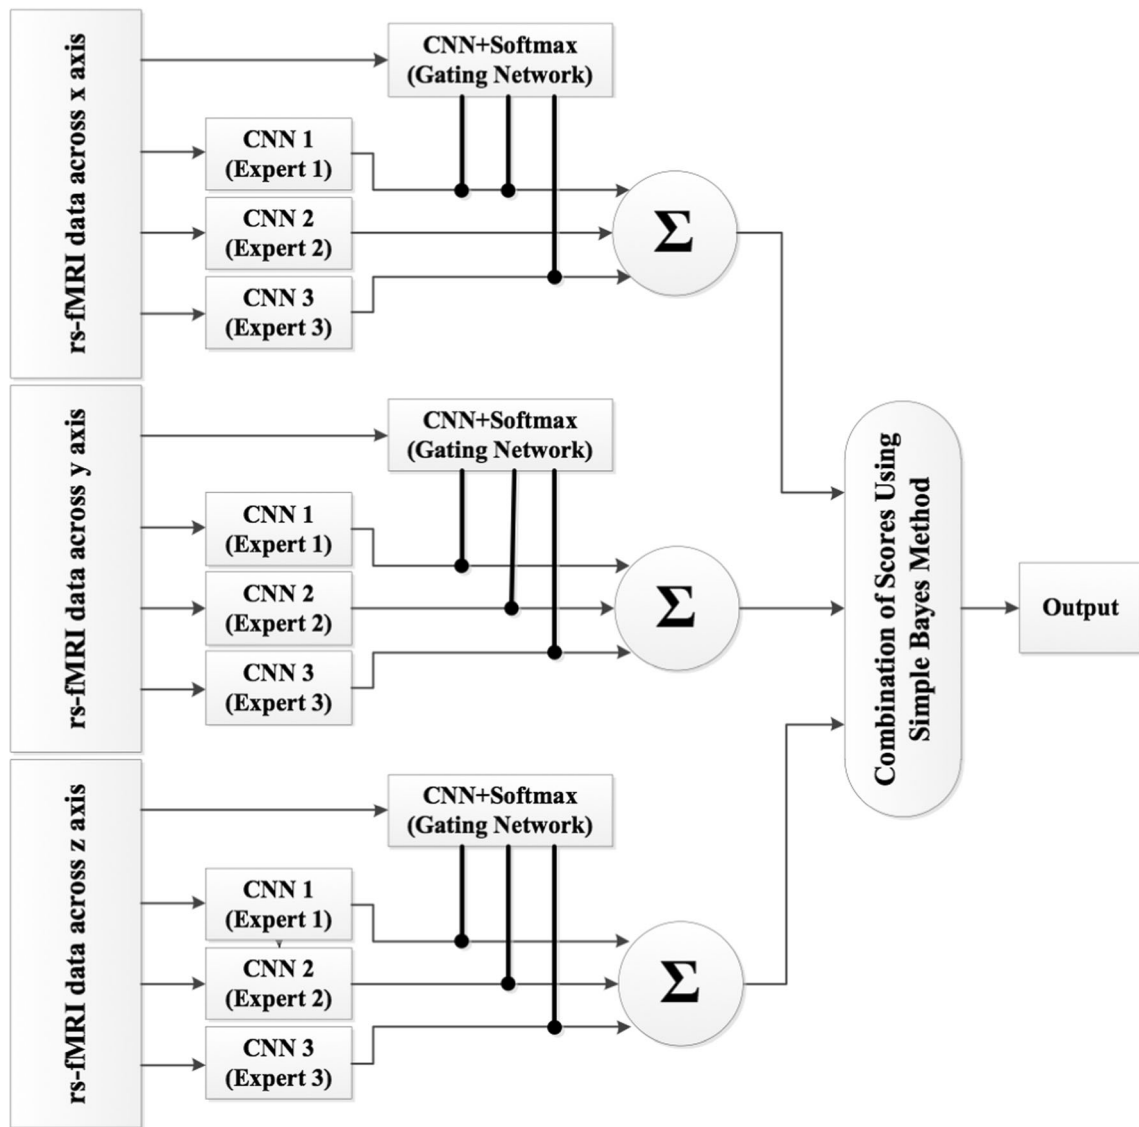 rs-fMRI data across x axis
CNN+Softmax
(Gating Network)
CNN 1
(Expert 1)
CNN 2
(Expert 2)
CNN 3
(Expert 3)
Σ
rs-fMRI data across y axis
CNN+Softmax
(Gating Network)
CNN 1
(Expert 1)
CNN 2
(Expert 2)
CNN 3
(Expert 3)
Σ
rs-fMRI data across z axis
CNN+Softmax
(Gating Network)
CNN 1
(Expert 1)
CNN 2
(Expert 2)
CNN 3
(Expert 3)
Σ
Combination of Scores Using
Simple Bayes Method
Output